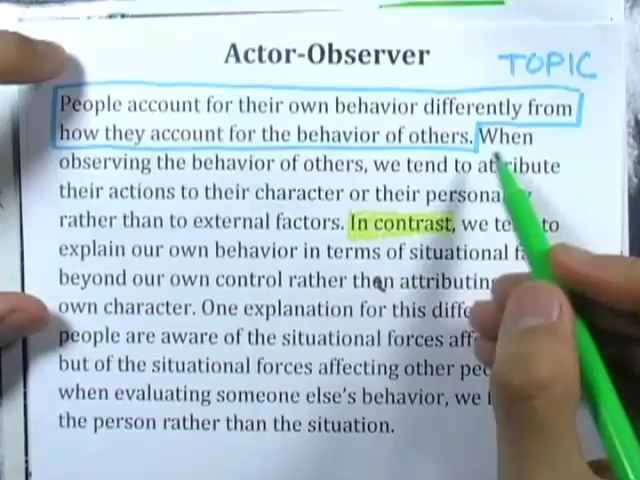 Actor-Observer
TOPIC
People account for their own behavior differently from
how they account for the behavior of others. When
observing the behavior of others, we tend to attribute
their actions to their character or their
rather than to external factors. In contrast, we to
explain our own behavior in terms of situational
beyond our own control rather than attributing
own character. One explanation for this
people are aware of the situational forces
but of the situational forces affecting other
when evaluating someone else's behavior, we
the person rather than the situation.